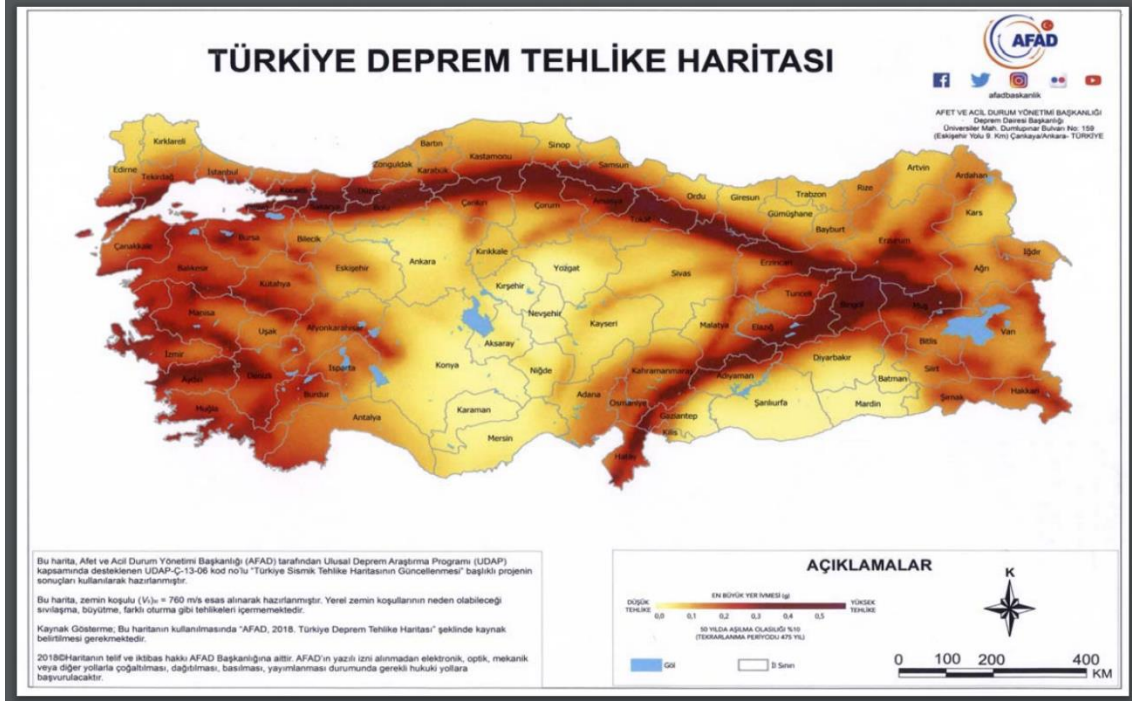 AFAD
TÜRKİYE DEPREM TEHLİKE HARİTASI
afadbaskanlik
AFET VE ACİL DURUM YÖNETİMİ BAŞKANLIĞI
Deprem Dairesi Başkanlığı
Üniversiteler Mah. Dumlupınar Bulvarı No: 159
(Eskişehir Yolu 9. Km) Çankaya/Ankara- TÜRKİYE
Kırklareli
Edirne
Tekirdağ
İstanbul
Kocaeli
Düzce
Zonguldak
Bartın
Karabük
Kastamonu
Sinop
Samsun
Ordu
Giresun
Trabzon
Rize
Artvin
Ardahan
Kars
Gümüşhane
Bayburt
Erzurum
Iğdır
Ağrı
Çanakkale
Bursa
Bilecik
Sakarya
Bolu
Çankırı
Çorum
Amasya
Tokat
Balıkesir
Kütahya
Eskişehir
Ankara
Kırıkkale
Yozgat
Kırşehir
Sivas
Erzincan
Tunceli
Bingöl
Muş
Manisa
Uşak
Afyonkarahisar
Nevşehir
Kayseri
Malatya
Elazığ
Bitlis
Van
İzmir
Aydın
Denizli
Isparta
Burdur
Konya
Aksaray
Niğde
Kahramanmaraş
Adıyaman
Diyarbakır
Batman
Siirt
Hakkari
Şırnak
Muğla
Antalya
Karaman
Mersin
Adana
Osmaniye
Gaziantep
Kilis
Hatay
Şanlıurfa
Mardin
Bu harita, Afet ve Acil Durum Yönetimi Başkanlığı (AFAD) tarafından Ulusal Deprem Araştırma Programı (UDAP)
kapsamında desteklenen UDAP-Ç-13-06 kod no'lu "Türkiye Sismik Tehlike Haritasının Güncellenmesi" başlıklı projenin
sonuçları kullanılarak hazırlanmıştır.
Bu harita, zemin koşulu (Vs)30 = 760 m/s esas alınarak hazırlanmıştır. Yerel zemin koşullarının neden olabileceği
sıvılaşma, büyütme, farklı oturma gibi tehlikeleri içermemektedir.
Kaynak Gösterme; Bu haritanın kullanılmasında "AFAD, 2018. Türkiye Deprem Tehlike Haritası" şeklinde kaynak
belirtilmesi gerekmektedir.
2018©Haritanın telif ve iktibas hakkı AFAD Başkanlığına aittir. AFAD'ın yazılı izni alınmadan elektronik, optik, mekanik
veya diğer yollarla çoğaltılması, dağıtılması, basılması, yayımlanması durumunda gerekli hukuki yollara
başvurulacaktır.
AÇIKLAMALAR
DÜŞÜK
TEHLİKE
EN BÜYÜK YER İVMESİ (g)
YÜKSEK
TEHLİKE
0,0 0,1 0,2 0,3 0,4 0,5
50 YILDA AŞILMA OLASILIĞI %10
(TEKRARLANMA PERİYODU 475 YIL)
Göl
İl Sınırı
K
0 100 200 400
KM